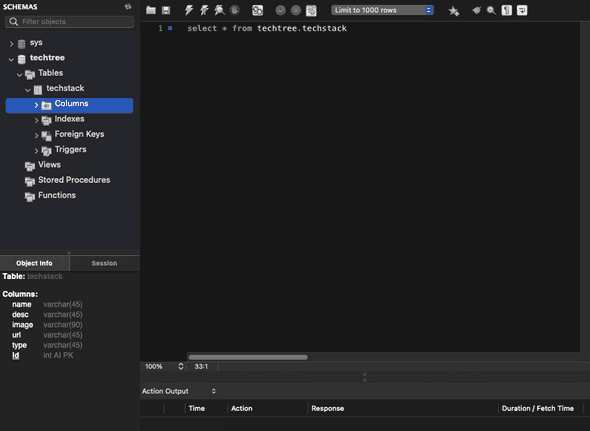 SCHEMAS
Filter objects
sys
techtree
Tables
techstack
Columns
Indexes
Foreign Keys
Triggers
Views
Stored Procedures
Functions
Object Info Session
Table: techstack
Columns:
name varchar(45)
desc varchar(45)
image varchar(90)
url varchar(45)
type varchar(45)
Id int AI PK
Limit to 1000 rows
1 select * from techtree.techstack
100% 33:1
Action Output
Time Action Response Duration / Fetch Time